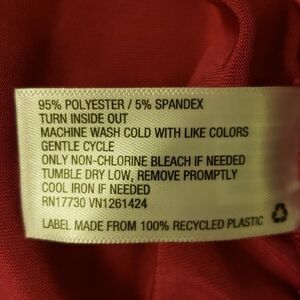 95% POLYESTER / 5% SPANDEX
TURN INSIDE OUT
MACHINE WASH COLD WITH LIKE COLORS
GENTLE CYCLE
ONLY NON-CHLORINE BLEACH IF NEEDED
TUMBLE DRY LOW, REMOVE PROMPTLY
COOL IRON IF NEEDED
RN17730 VN1261424
LABEL MADE FROM 100% RECYCLED PLASTIC